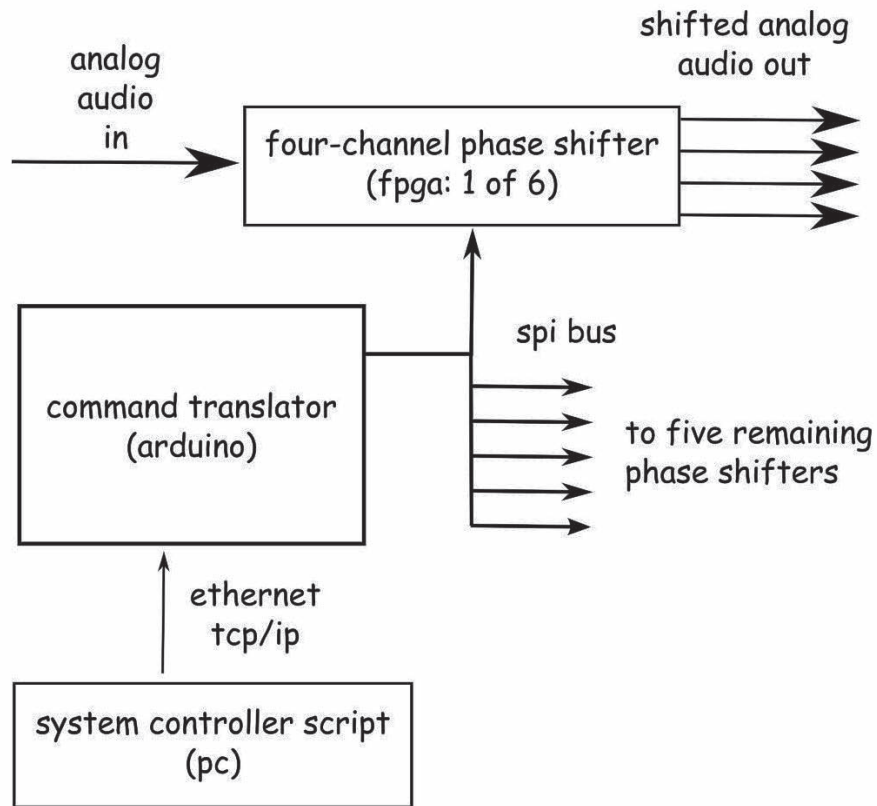 analog
audio
in
shifted analog
audio out
four-channel phase shifter
(fpga: 1 of 6)
spi bus
command translator
(arduino)
to five remaining
phase shifters
ethernet
tcp/ip
system controller script
(pc)